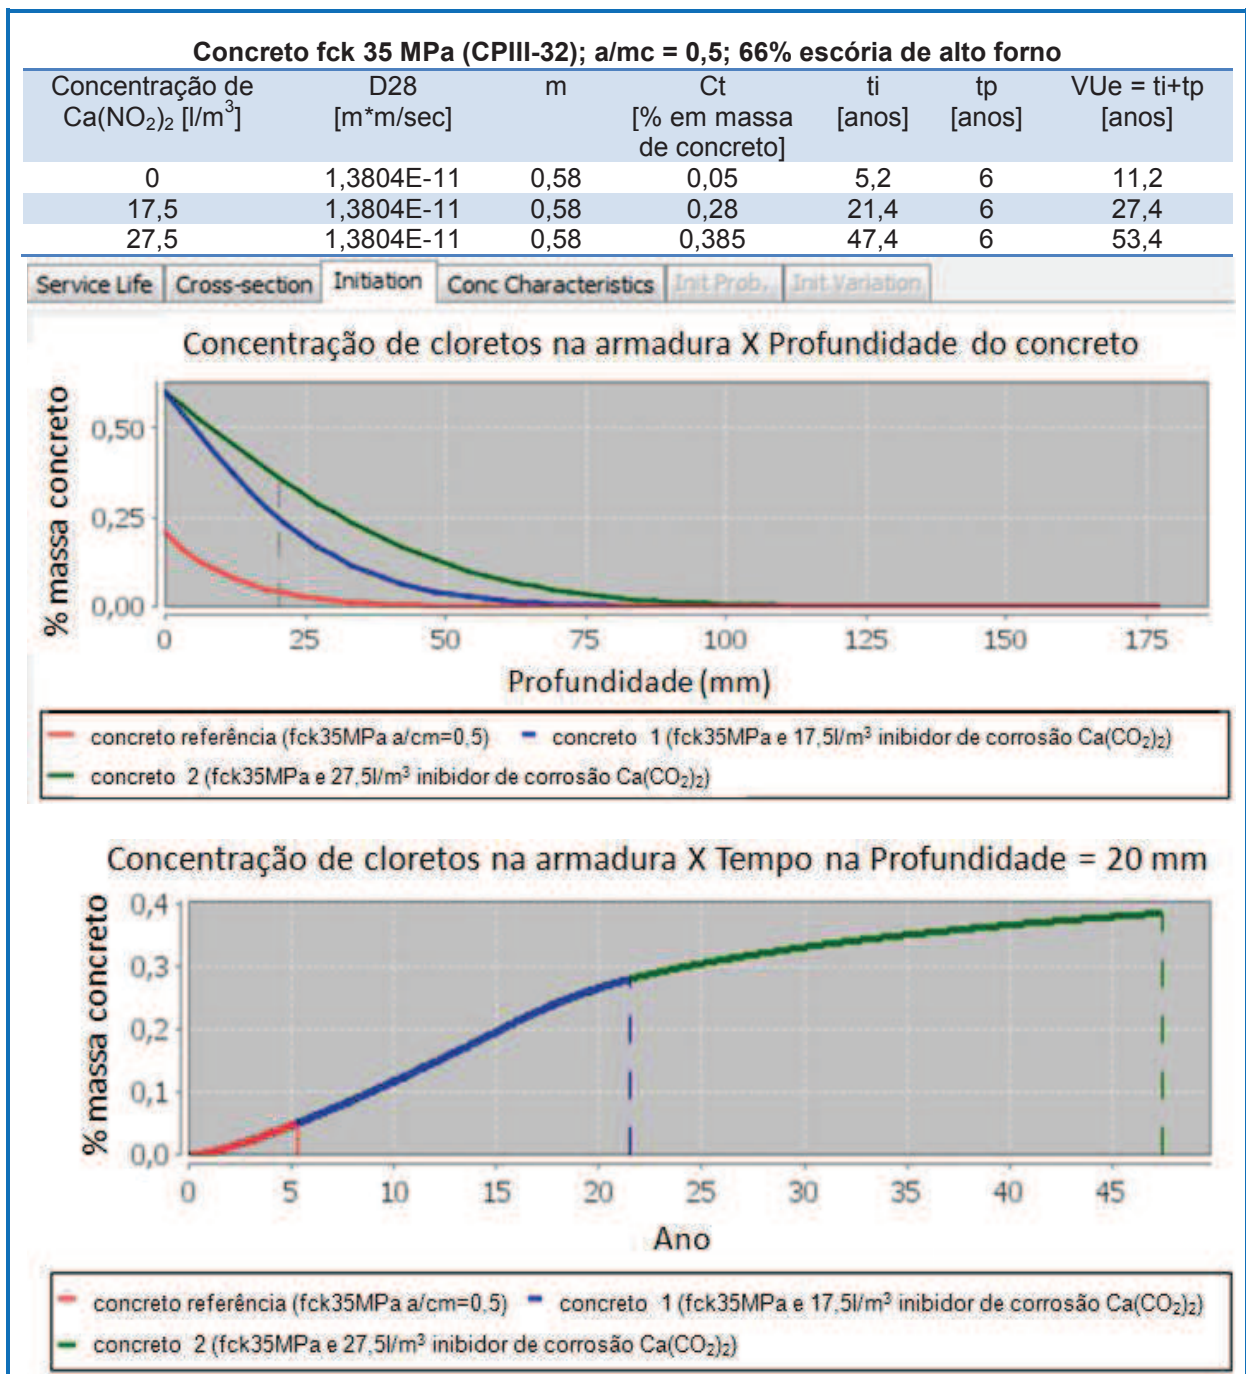 Concreto fck 35 MPa (CPIII-32); a/mc = 0,5; 66% escória de alto forno
Concentração de Ca(NO₂)₂ [l/m³] D28 [m*m/sec] m Ct [% em massa de concreto] ti [anos] tp [anos] VUe = ti+tp [anos]
0 1,3804E-11 0,58 0,05 5,2 6 11,2
17,5 1,3804E-11 0,58 0,28 21,4 6 27,4
27,5 1,3804E-11 0,58 0,385 47,4 6 53,4
Service Life Cross-section Initiation Conc Characteristics Init Prob. Init Variation
Concentração de cloretos na armadura X Profundidade do concreto
% massa concreto
0,50
0,25
0,00
0 25 50 75 100 125 150 175
Profundidade (mm)
concreto referência (fck35MPa a/cm=0,5) concreto 1 (fck35MPa e 17,5l/m³ inibidor de corrosão Ca(CO₂)₂)
concreto 2 (fck35MPa e 27,5l/m³ inibidor de corrosão Ca(CO₂)₂)
Concentração de cloretos na armadura X Tempo na Profundidade = 20 mm
% massa concreto
0,4
0,3
0,2
0,1
0,0
0 5 10 15 20 25 30 35 40 45
Ano
concreto referência (fck35MPa a/cm=0,5) concreto 1 (fck35MPa e 17,5l/m³ inibidor de corrosão Ca(CO₂)₂)
concreto 2 (fck35MPa e 27,5l/m³ inibidor de corrosão Ca(CO₂)₂)